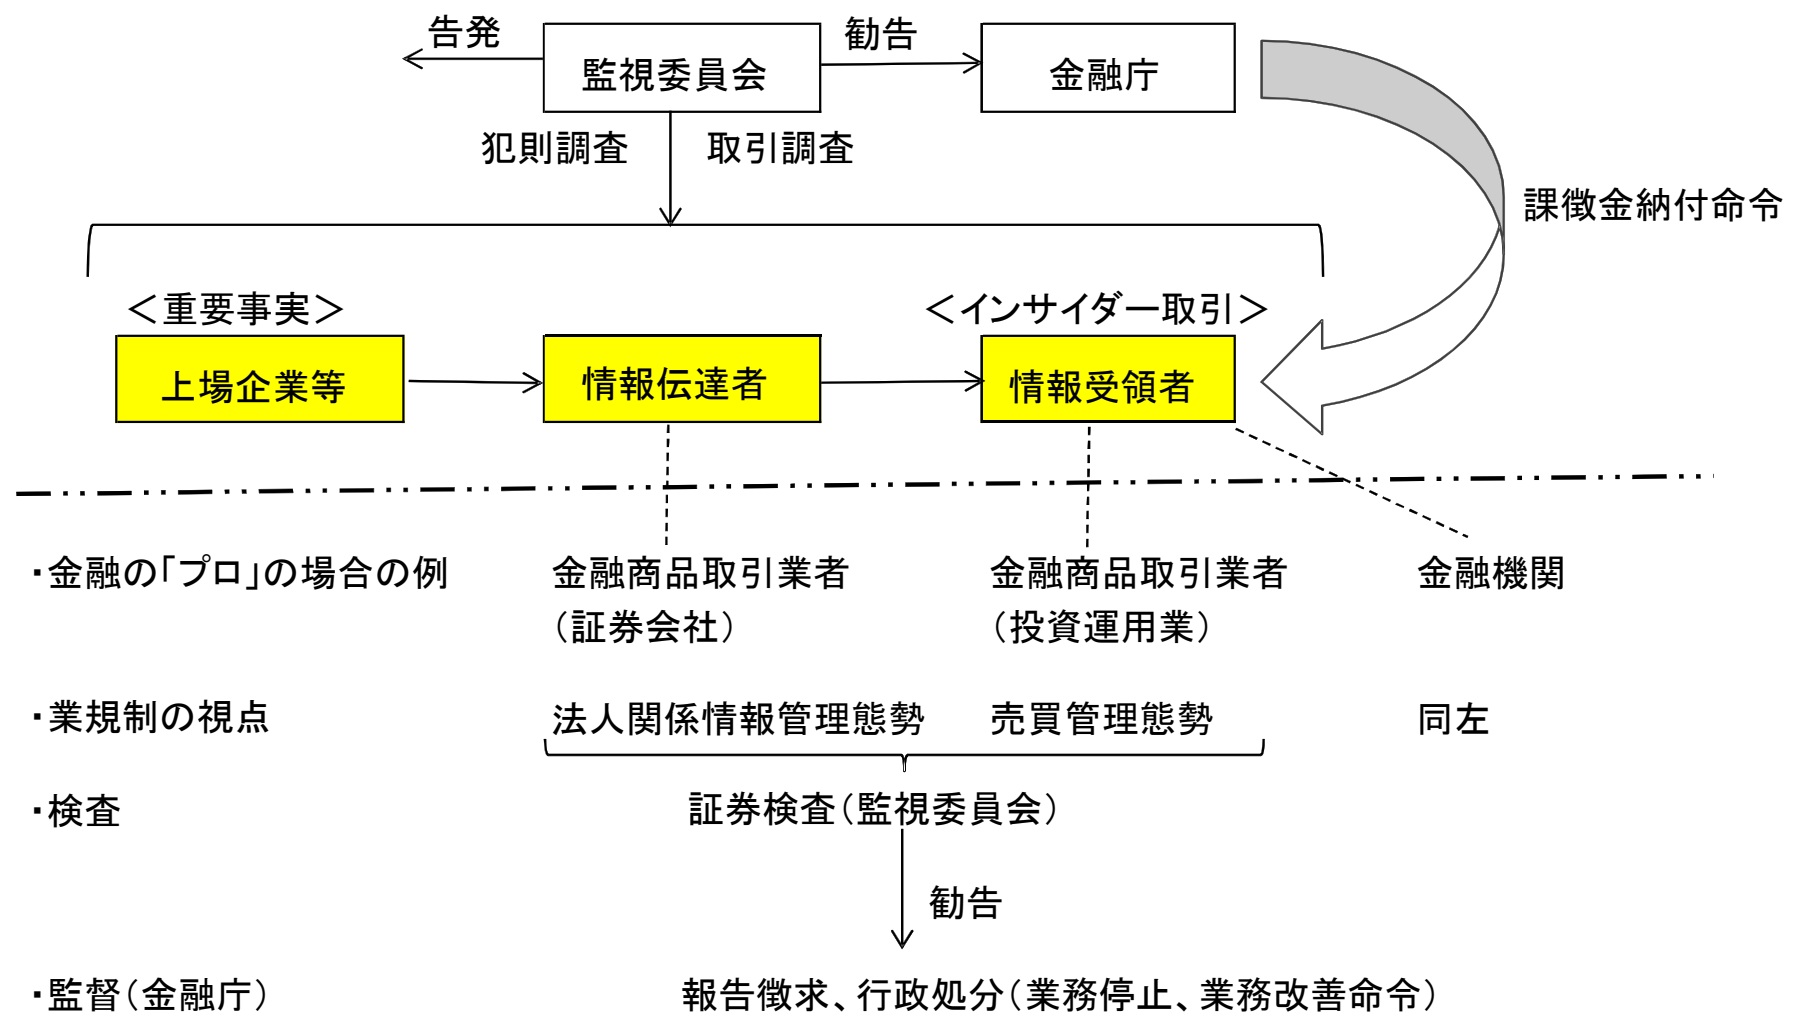 告発
監視委員会
勧告
金融庁
犯則調査
取引調査
課徴金納付命令
＜重要事実＞
＜インサイダー取引＞
上場企業等
情報伝達者
情報受領者
・金融の「プロ」の場合の例
金融商品取引業者
（証券会社）
金融商品取引業者
（投資運用業）
金融機関
・業規制の視点
法人関係情報管理態勢
売買管理態勢
同左
・検査
証券検査（監視委員会）
勧告
・監督（金融庁）
報告徴求、行政処分（業務停止、業務改善命令）